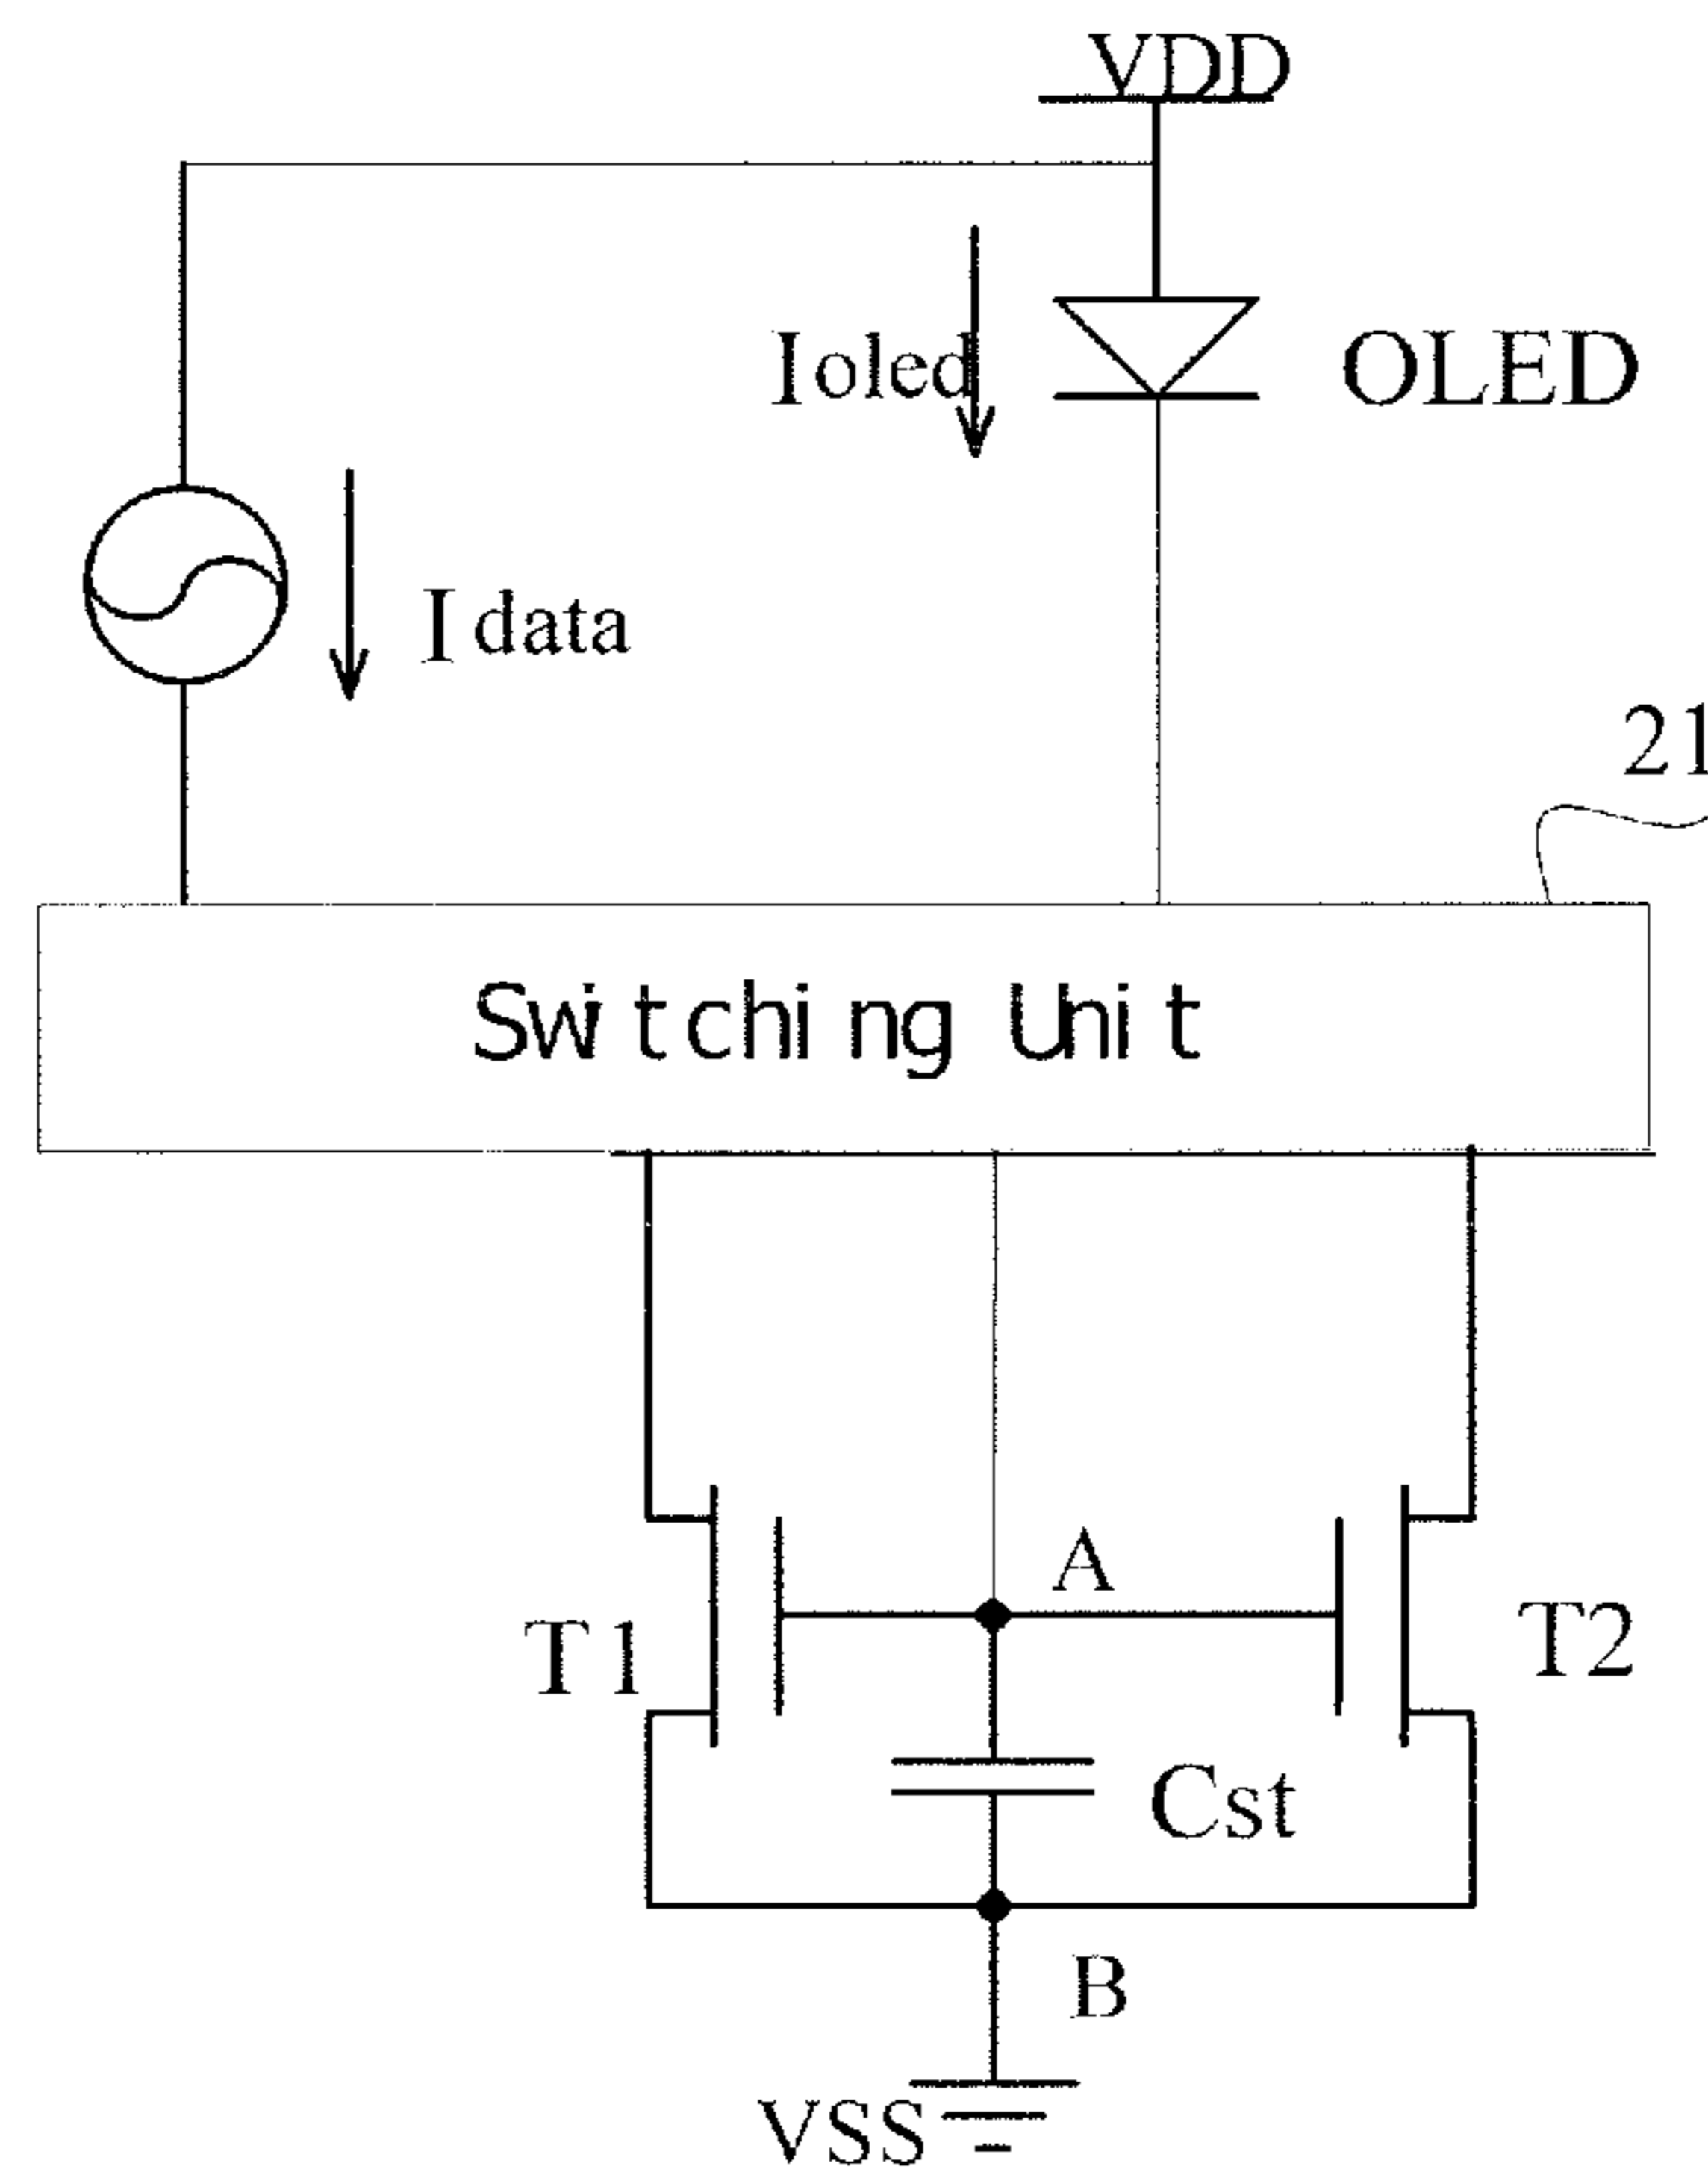 VDD
Ioled
OLED
Idata
21
Switching Unit
A
T1
T2
Cst
B
VSS